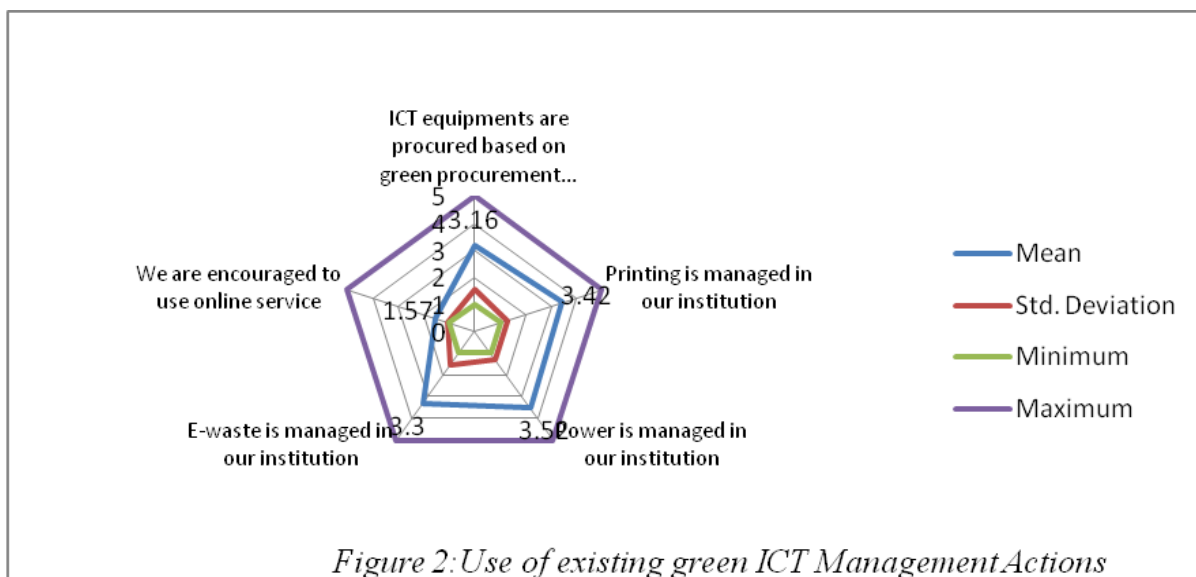 ICT equipments are
procured based on
green procurement...
5
4
3
2
1
0
3.16
Printing is managed in
our institution
3.42
Power is managed in
our institution
3.52
E-waste is managed in
our institution
3.3
We are encouraged to
use online service
1.57
Mean
Std. Deviation
Minimum
Maximum
Figure 2:Use of existing green ICT Management Actions